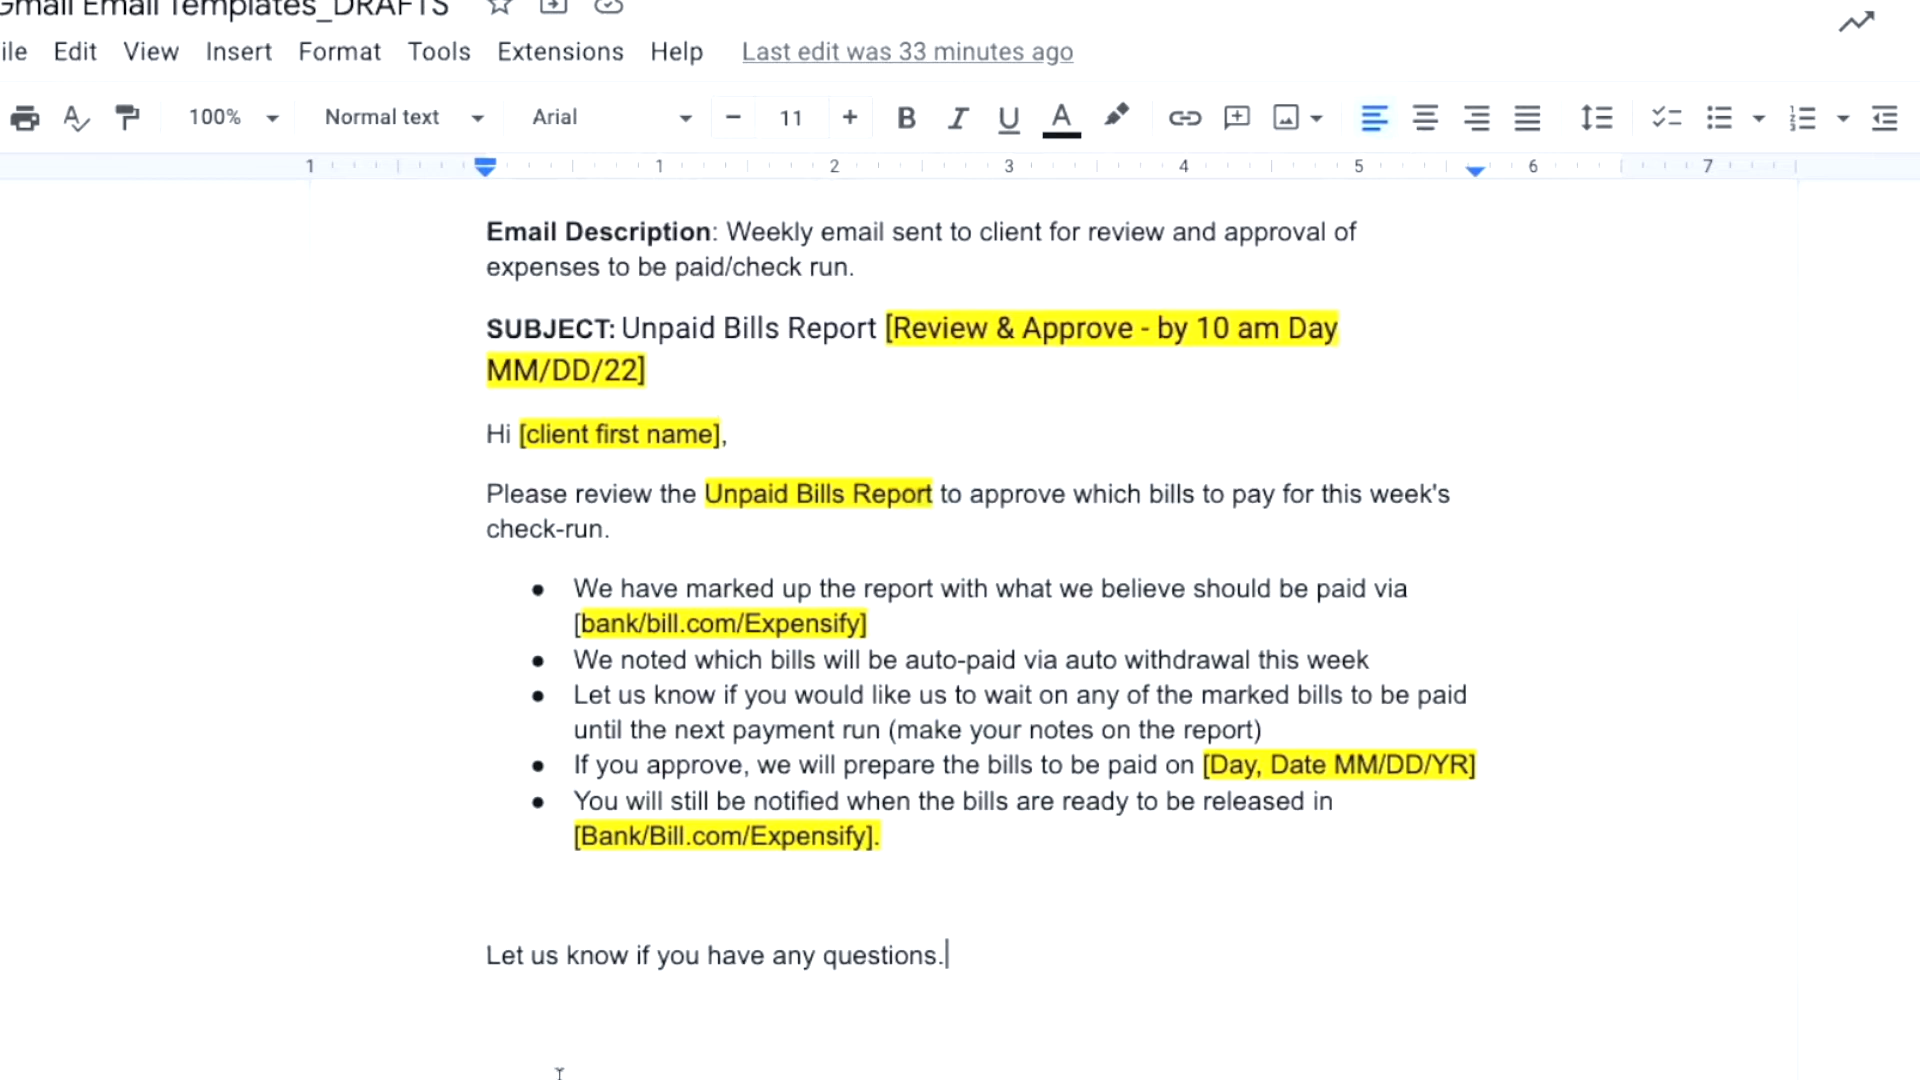 Gmail Email Templates_DRAFTS
ile Edit View Insert Format Tools Extensions Help Last edit was 33 minutes ago
100% Normal text Arial 11 B I U A
1 1 2 3 4 5 6 7
Email Description: Weekly email sent to client for review and approval of
expenses to be paid/check run.
SUBJECT: Unpaid Bills Report [Review & Approve - by 10 am Day
MM/DD/22]
Hi [client first name],
Please review the Unpaid Bills Report to approve which bills to pay for this week's
check-run.
● We have marked up the report with what we believe should be paid via
[bank/bill.com/Expensify]
● We noted which bills will be auto-paid via auto withdrawal this week
● Let us know if you would like us to wait on any of the marked bills to be paid
until the next payment run (make your notes on the report)
● If you approve, we will prepare the bills to be paid on [Day, Date MM/DD/YR]
● You will still be notified when the bills are ready to be released in
[Bank/Bill.com/Expensify].
Let us know if you have any questions.